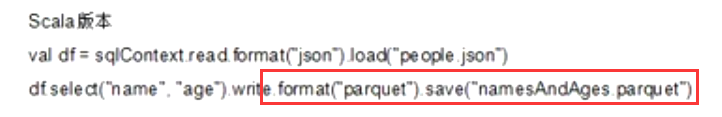 Scala版本
val df = sqlContext.read.format("json").load("people.json")
df.select("name", "age").write.format("parquet").save("namesAndAges.parquet")